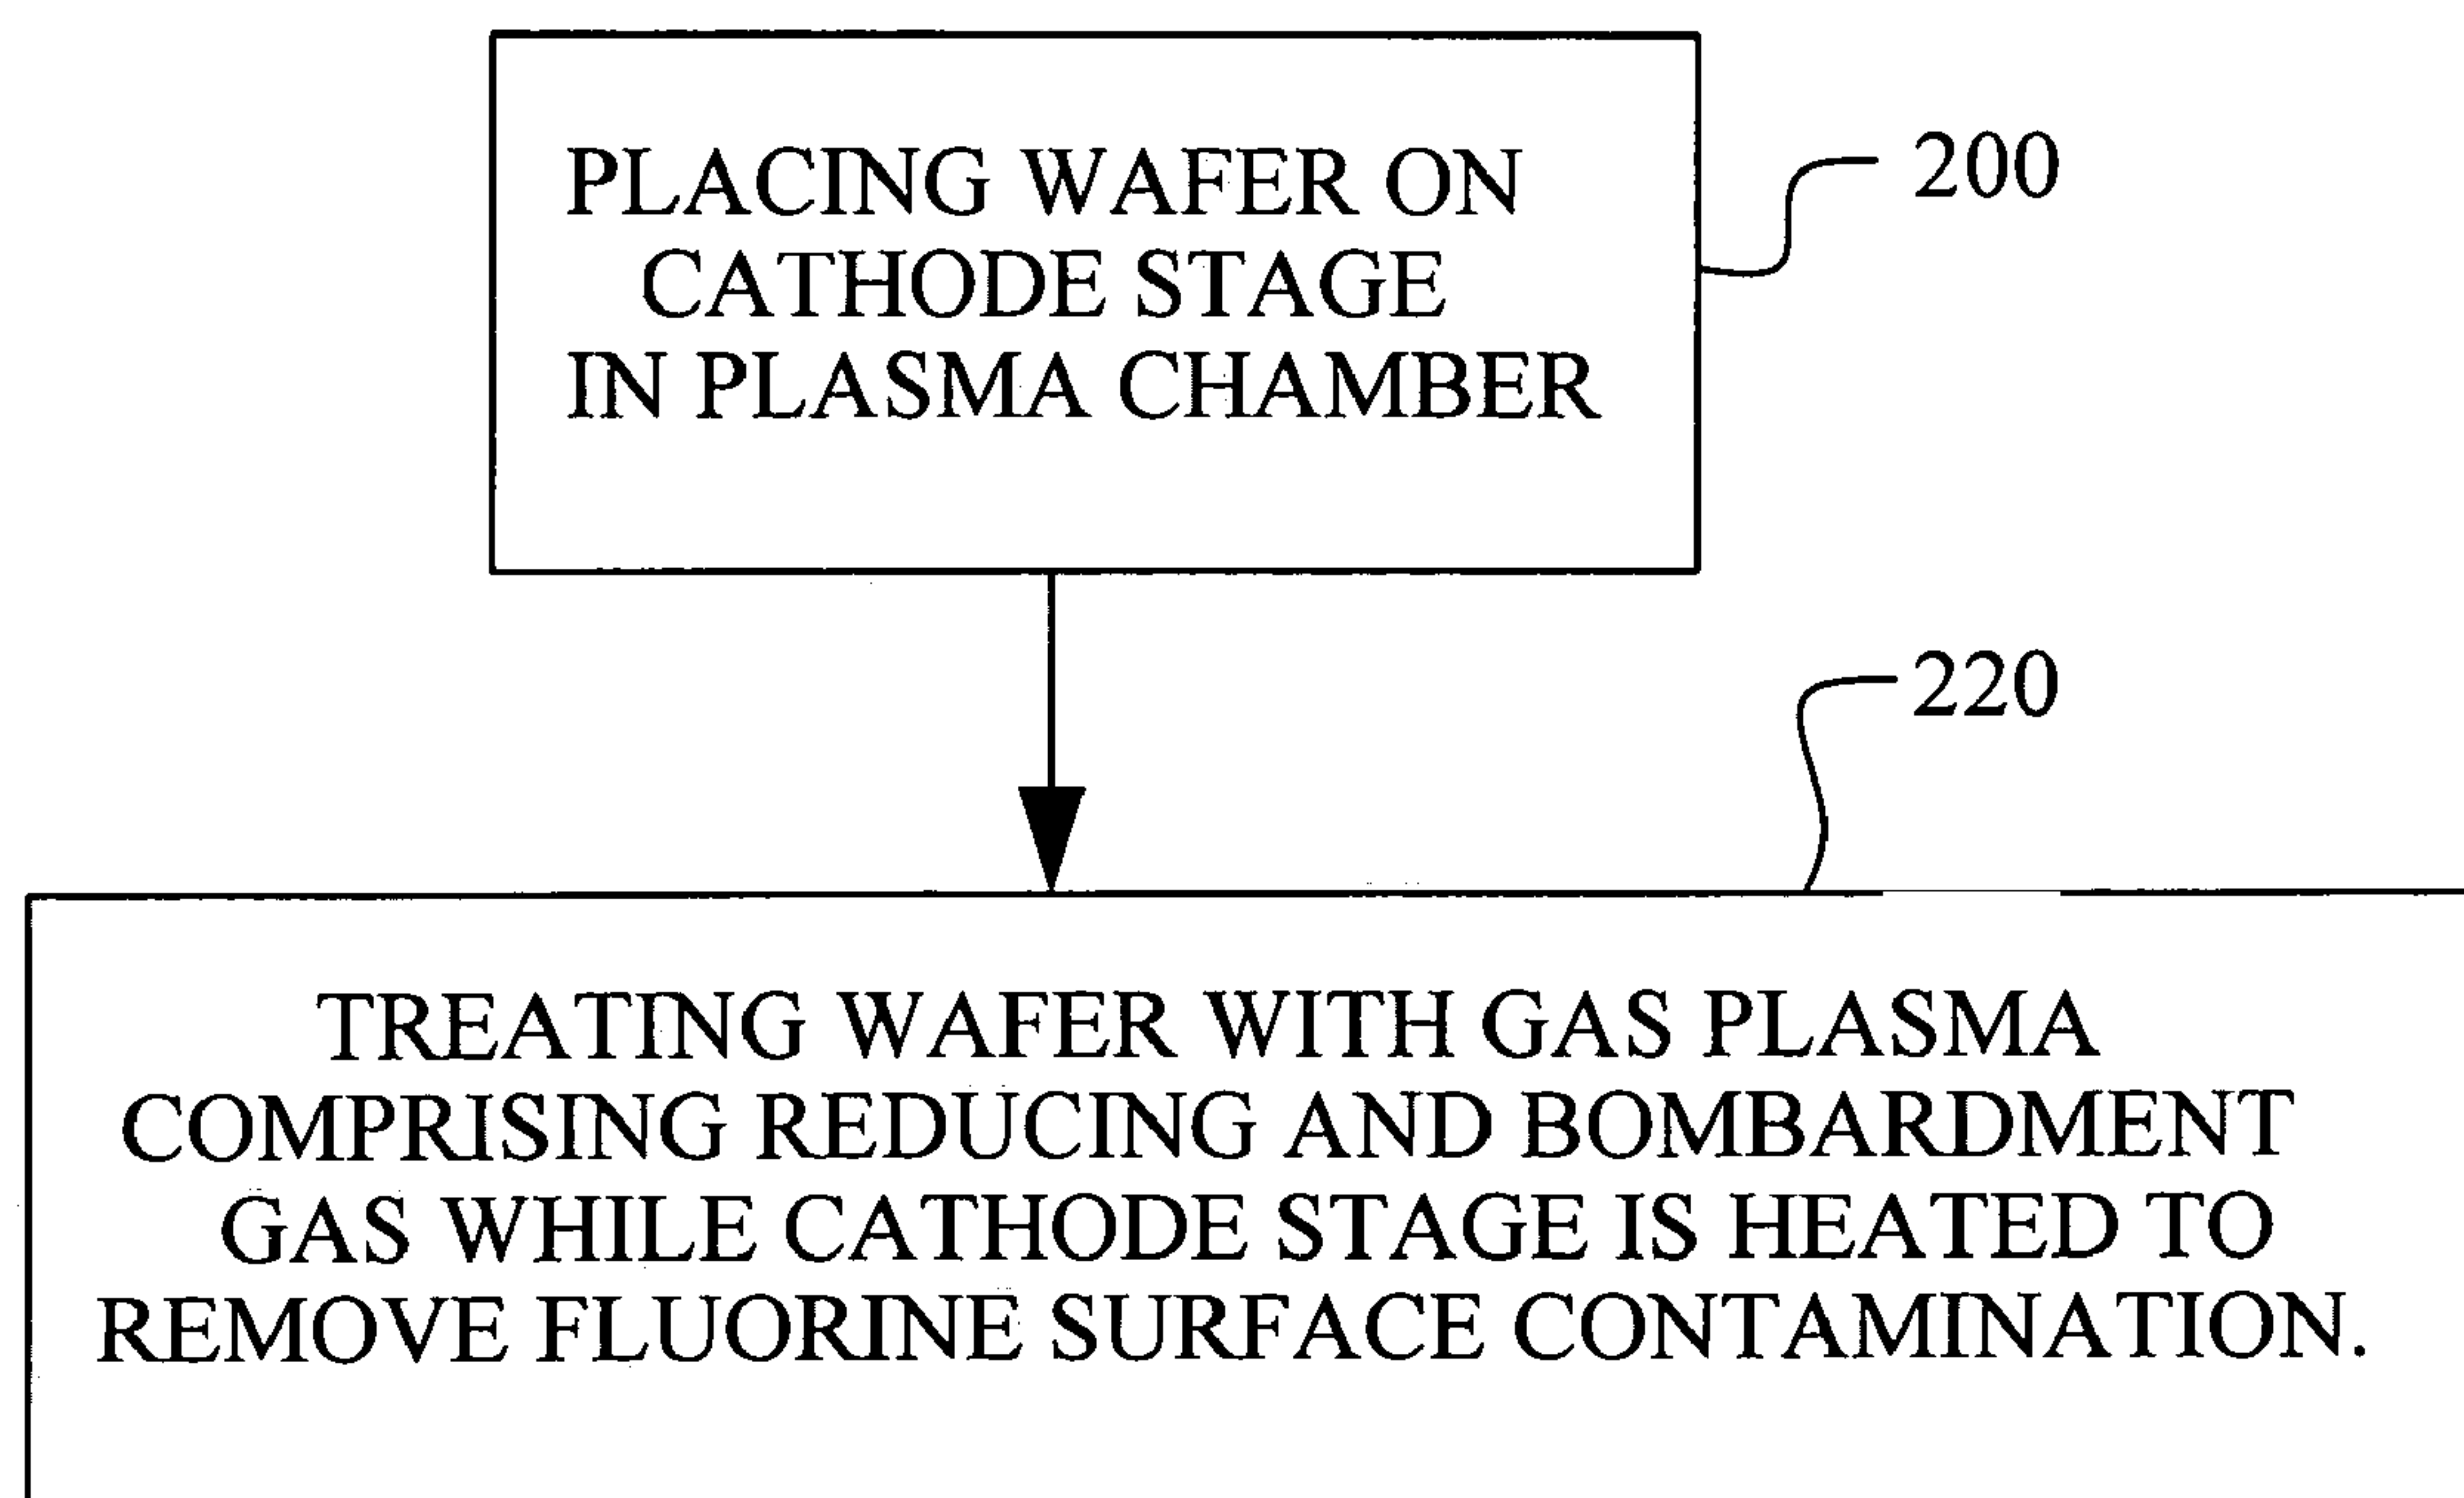 PLACING WAFER ON
CATHODE STAGE
IN PLASMA CHAMBER
200
220
TREATING WAFER WITH GAS PLASMA
COMPRISING REDUCING AND BOMBARDMENT
GAS WHILE CATHODE STAGE IS HEATED TO
REMOVE FLUORINE SURFACE CONTAMINATION.